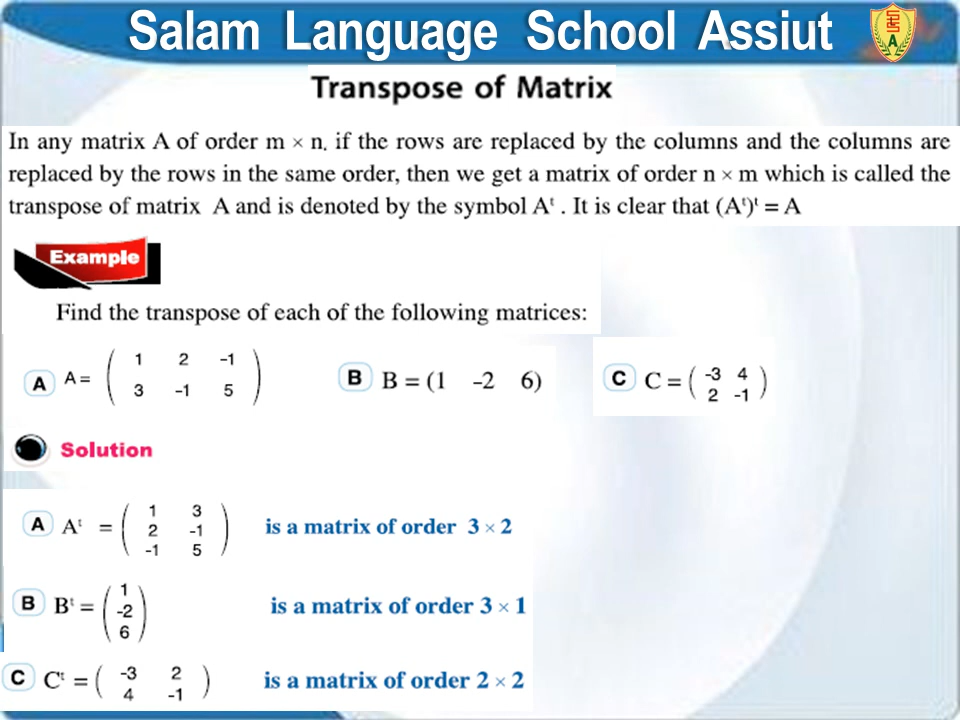 Salam Language School Assiut
Transpose of Matrix
In any matrix A of order m × n, if the rows are replaced by the columns and the columns are
replaced by the rows in the same order, then we get a matrix of order n × m which is called the
transpose of matrix A and is denoted by the symbol Aᵗ . It is clear that (Aᵗ)ᵗ = A
Example
Find the transpose of each of the following matrices:
A A = ( 1 2 -1
3 -1 5 )
B B = (1 -2 6)
C C = ( -3 4
2 -1 )
Solution
A Aᵗ = ( 1 3
2 -1
-1 5 ) is a matrix of order 3 × 2
B Bᵗ = ( 1
-2
6 ) is a matrix of order 3 × 1
C Cᵗ = ( -3 2
4 -1 ) is a matrix of order 2 × 2